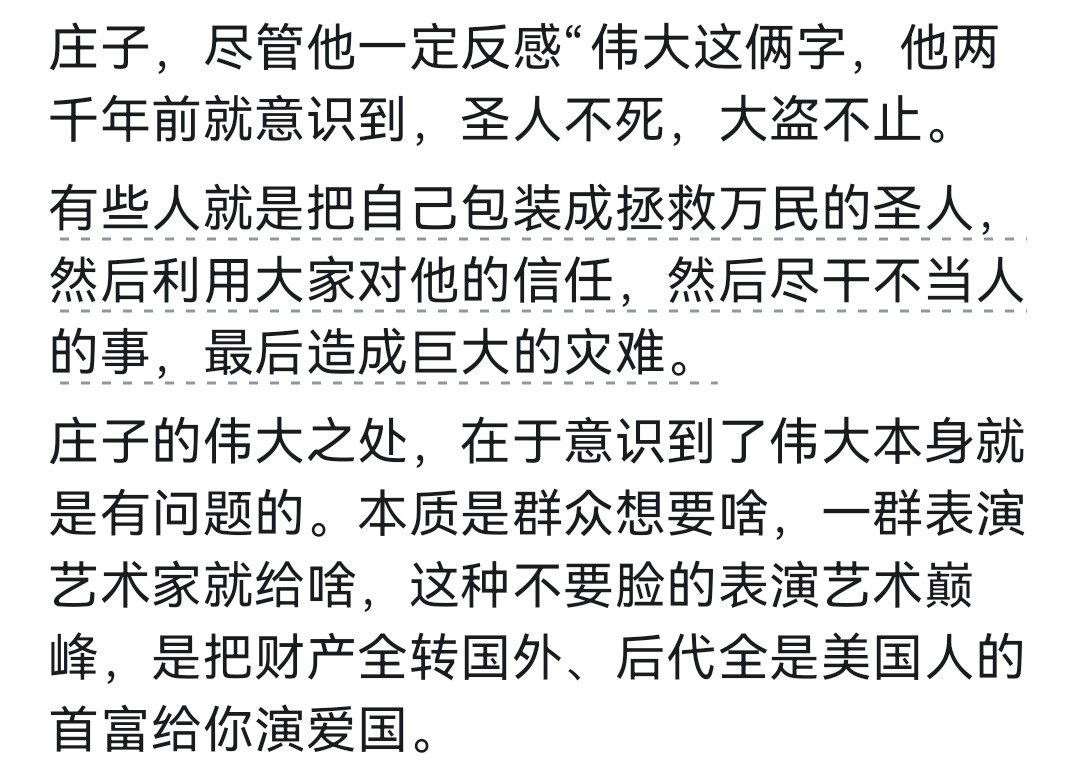 庄子，尽管他一定反感“伟大这俩字，他两
千年前就意识到，圣人不死，大盗不止。
有些人就是把自己包装成拯救万民的圣人，
然后利用大家对他的信任，然后尽干不当人
的事，最后造成巨大的灾难。
庄子的伟大之处，在于意识到了伟大本身就
是有问题的。本质是群众想要啥，一群表演
艺术家就给啥，这种不要脸的表演艺术巅
峰，是把财产全转国外、后代全是美国人的
首富给你演爱国。